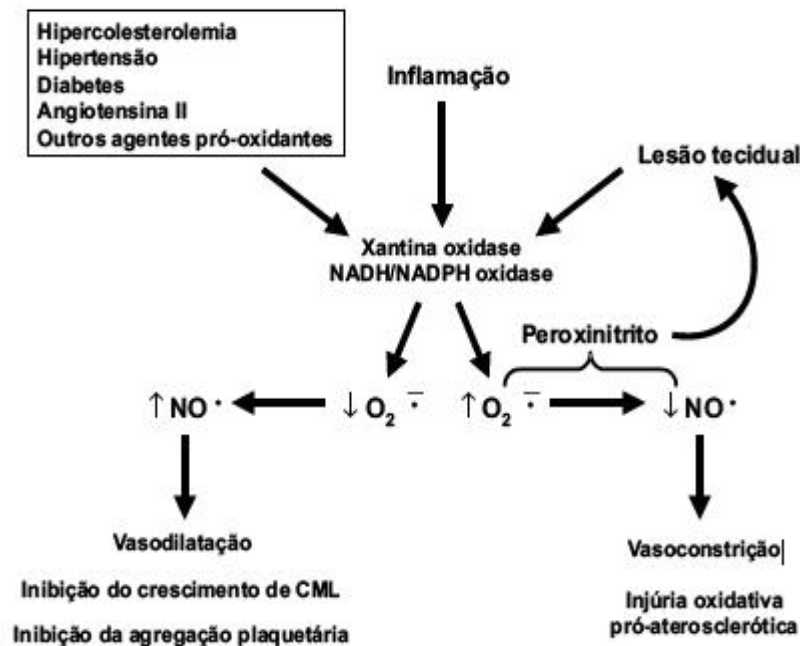 Hipercolesterolemia
Hipertensão
Diabetes
Angiotensina II
Outros agentes pró-oxidantes
Inflamação
Lesão tecidual
Xantina oxidase
NADH/NADPH oxidase
Peroxinitrito
↑ NO • ↓ O₂ •̅ ↑ O₂ •̅ ↓ NO •
Vasodilatação
Inibição do crescimento de CML
Inibição da agregação plaquetária
Vasoconstrição
Injúria oxidativa
pró-aterosclerótica